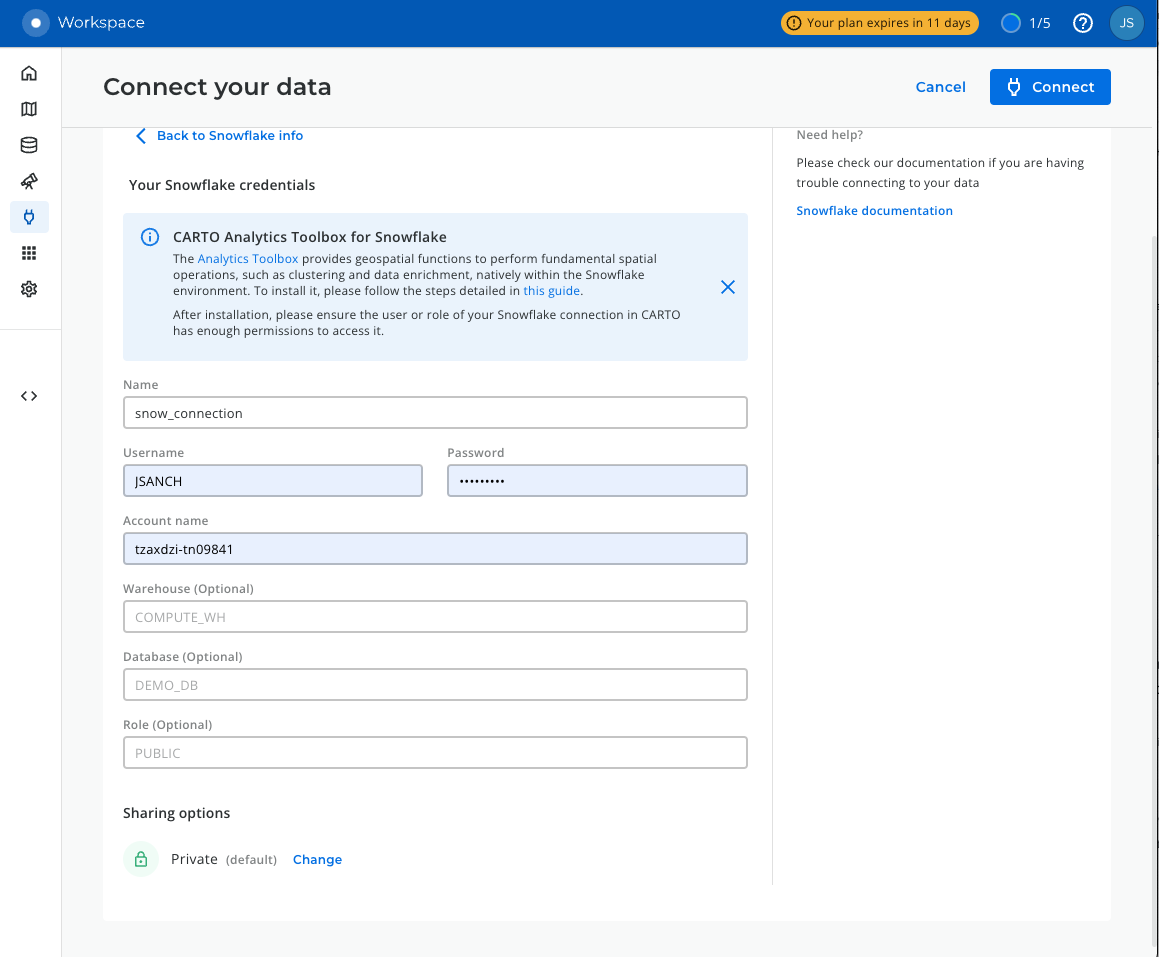 Workspace
Your plan expires in 11 days
1/5
JS
Connect your data
Cancel
Connect
Back to Snowflake info
Your Snowflake credentials
CARTO Analytics Toolbox for Snowflake
The Analytics Toolbox provides geospatial functions to perform fundamental spatial
operations, such as clustering and data enrichment, natively within the Snowflake
environment. To install it, please follow the steps detailed in this guide.
After installation, please ensure the user or role of your Snowflake connection in CARTO
has enough permissions to access it.
Name
snow_connection
Username
Password
JSANCH
•••••••••
Account name
tzaxdzi-tn09841
Warehouse (Optional)
COMPUTE_WH
Database (Optional)
DEMO_DB
Role (Optional)
PUBLIC
Sharing options
Private (default) Change
Need help?
Please check our documentation if you are having
trouble connecting to your data
Snowflake documentation